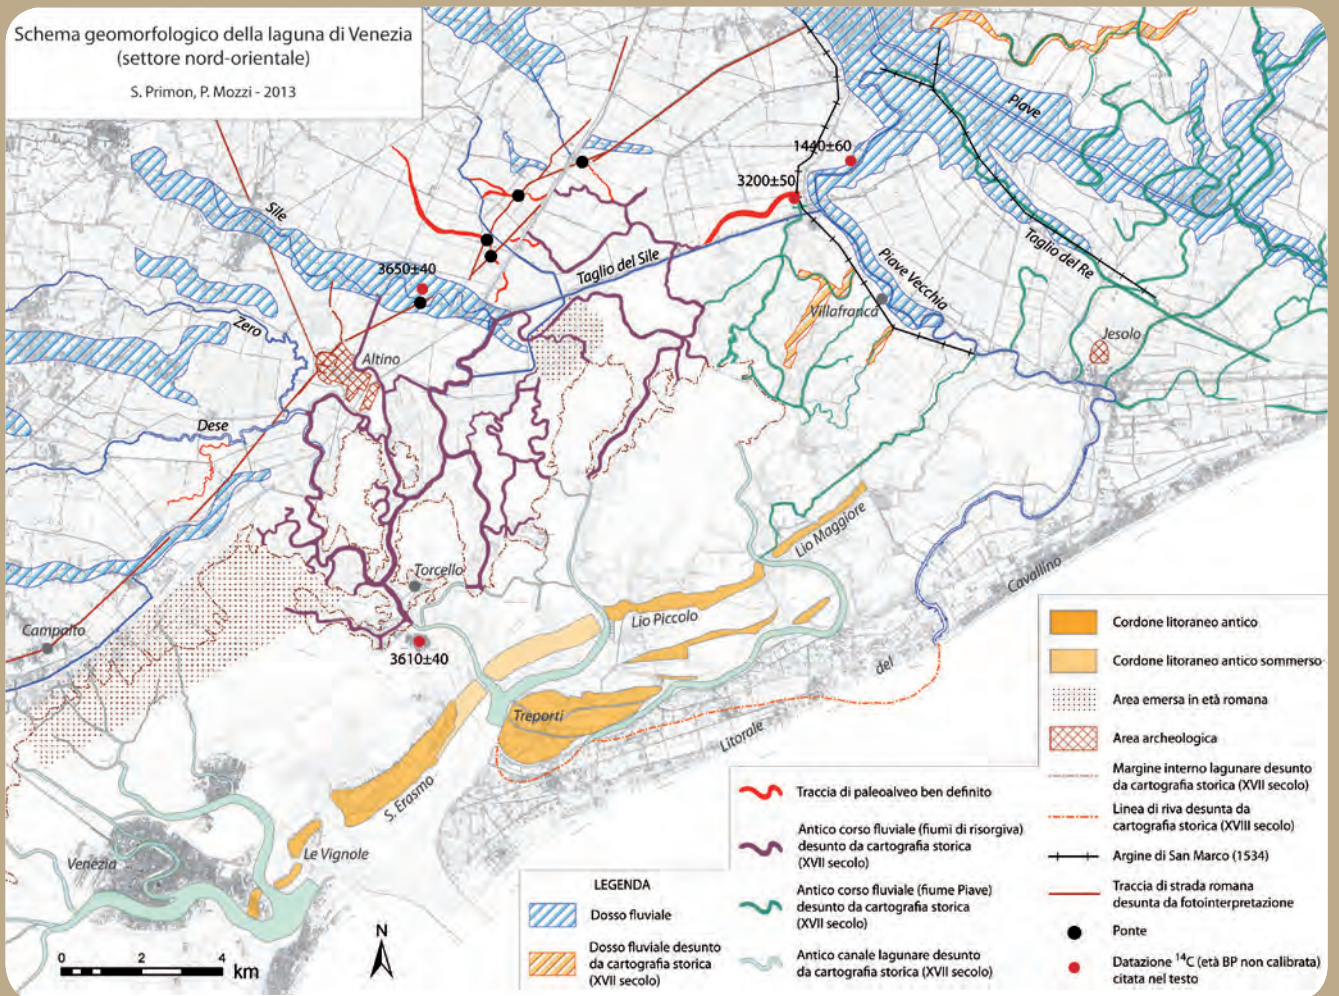 Schema geomorfologico della laguna di Venezia
(settore nord-orientale)
S. Primon, P. Mozzi - 2013
Piave
1440±60
3200±50
Sile
Taglio del Re
Taglio del Sile
Piave Vecchia
3650±40
Villafranca
Zero
Jesolo
Altino
Dese
Lio Maggiore
Torcello
Cavallino
Lio Piccolo
Campalto
3610±40
del
Treporti
Litorale
S. Erasmo
Le Vignole
Venezia
N
0 2 4 km
LEGENDA
Dosso fluviale
Dosso fluviale desunto
da cartografia storica
(XVII secolo)
Traccia di paleoalveo ben definito
Antico corso fluviale (fiumi di risorgiva)
desunto da cartografia storica
(XVII secolo)
Antico corso fluviale (fiume Piave)
desunto da cartografia storica
(XVII secolo)
Antico canale lagunare desunto
da cartografia storica (XVII secolo)
Cordone litoraneo antico
Cordone litoraneo antico sommerso
Area emersa in età romana
Area archeologica
Margine interno lagunare desunto
da cartografia storica (XVII secolo)
Linea di riva desunta da
cartografia storica (XVIII secolo)
Argine di San Marco (1534)
Traccia di strada romana
desunta da fotointerpretazione
Ponte
Datazione ¹⁴C (età BP non calibrata)
citata nel testo